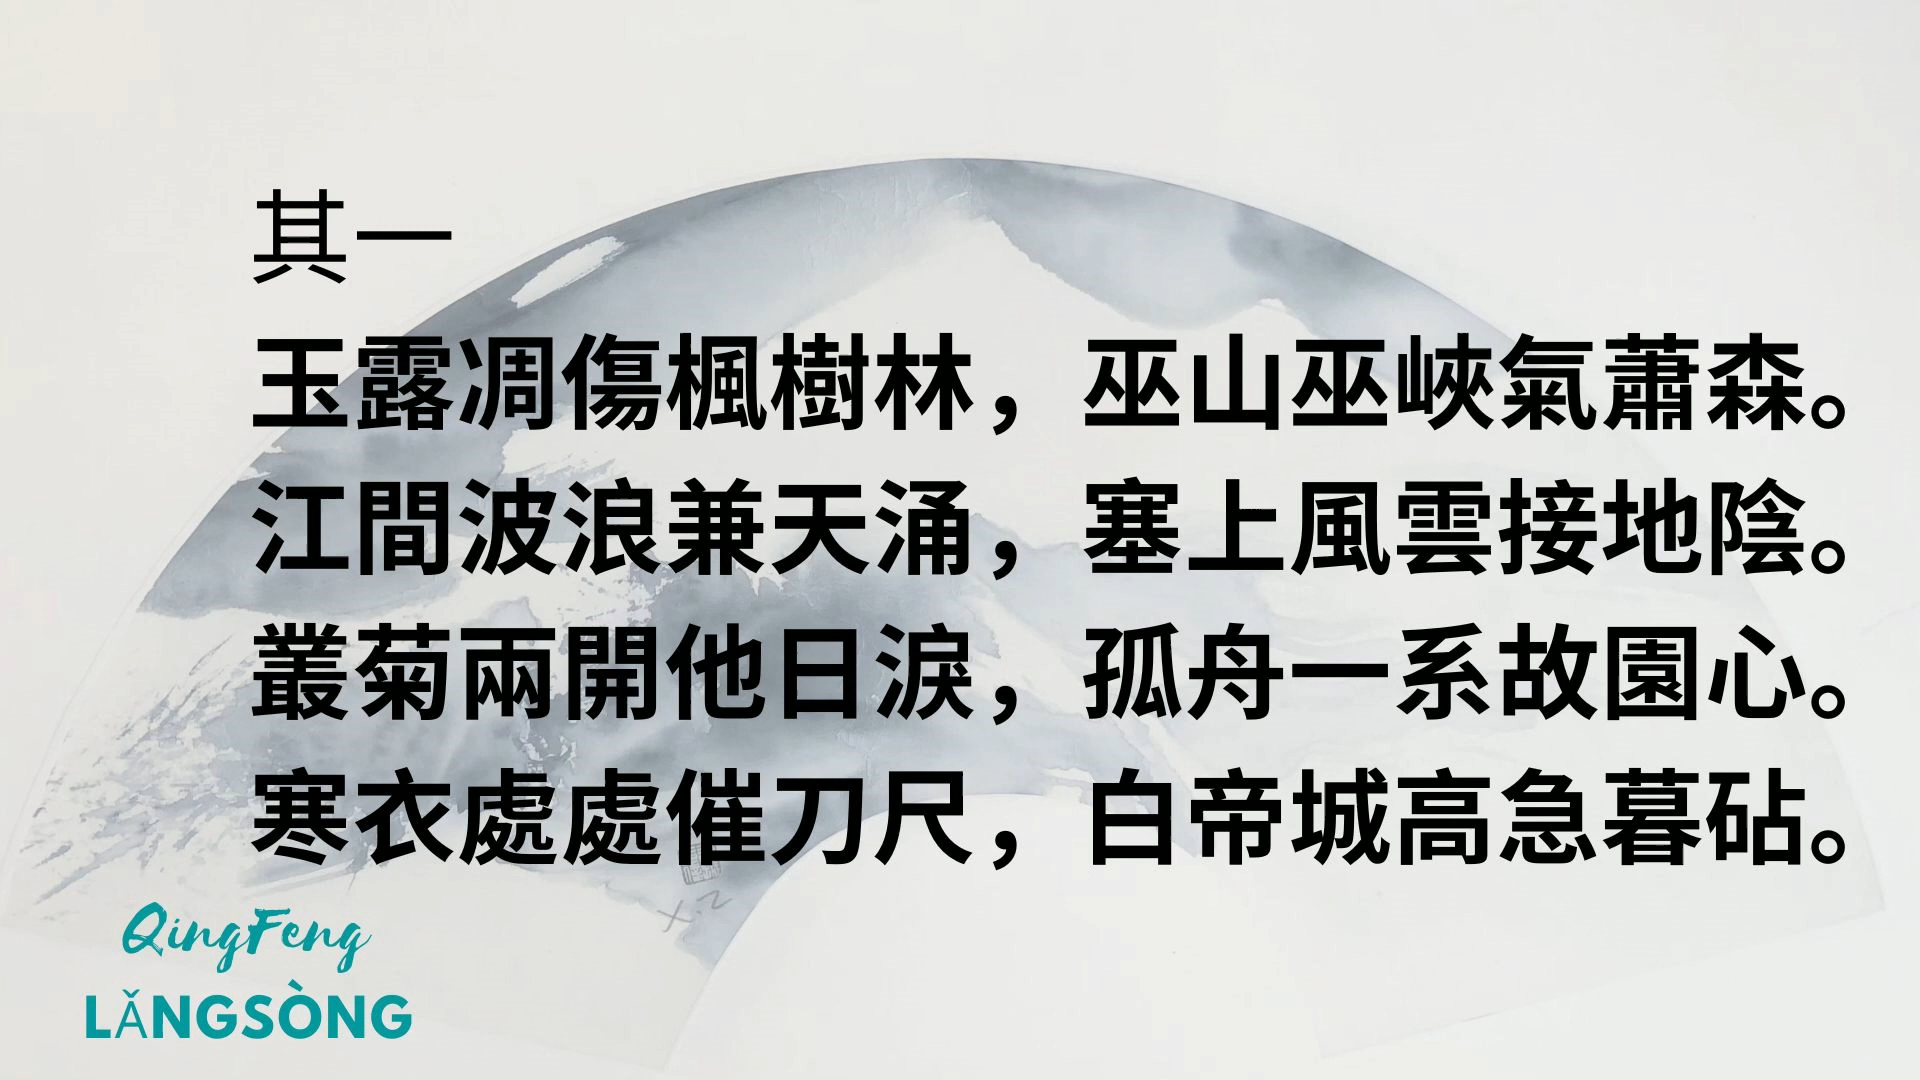 其一
玉露凋傷楓樹林，巫山巫峽氣蕭森。
江間波浪兼天涌，塞上風雲接地陰。
叢菊兩開他日淚，孤舟一系故園心。
寒衣處處催刀尺，白帝城高急暮砧。
QingFeng
LǍNGSÒNG